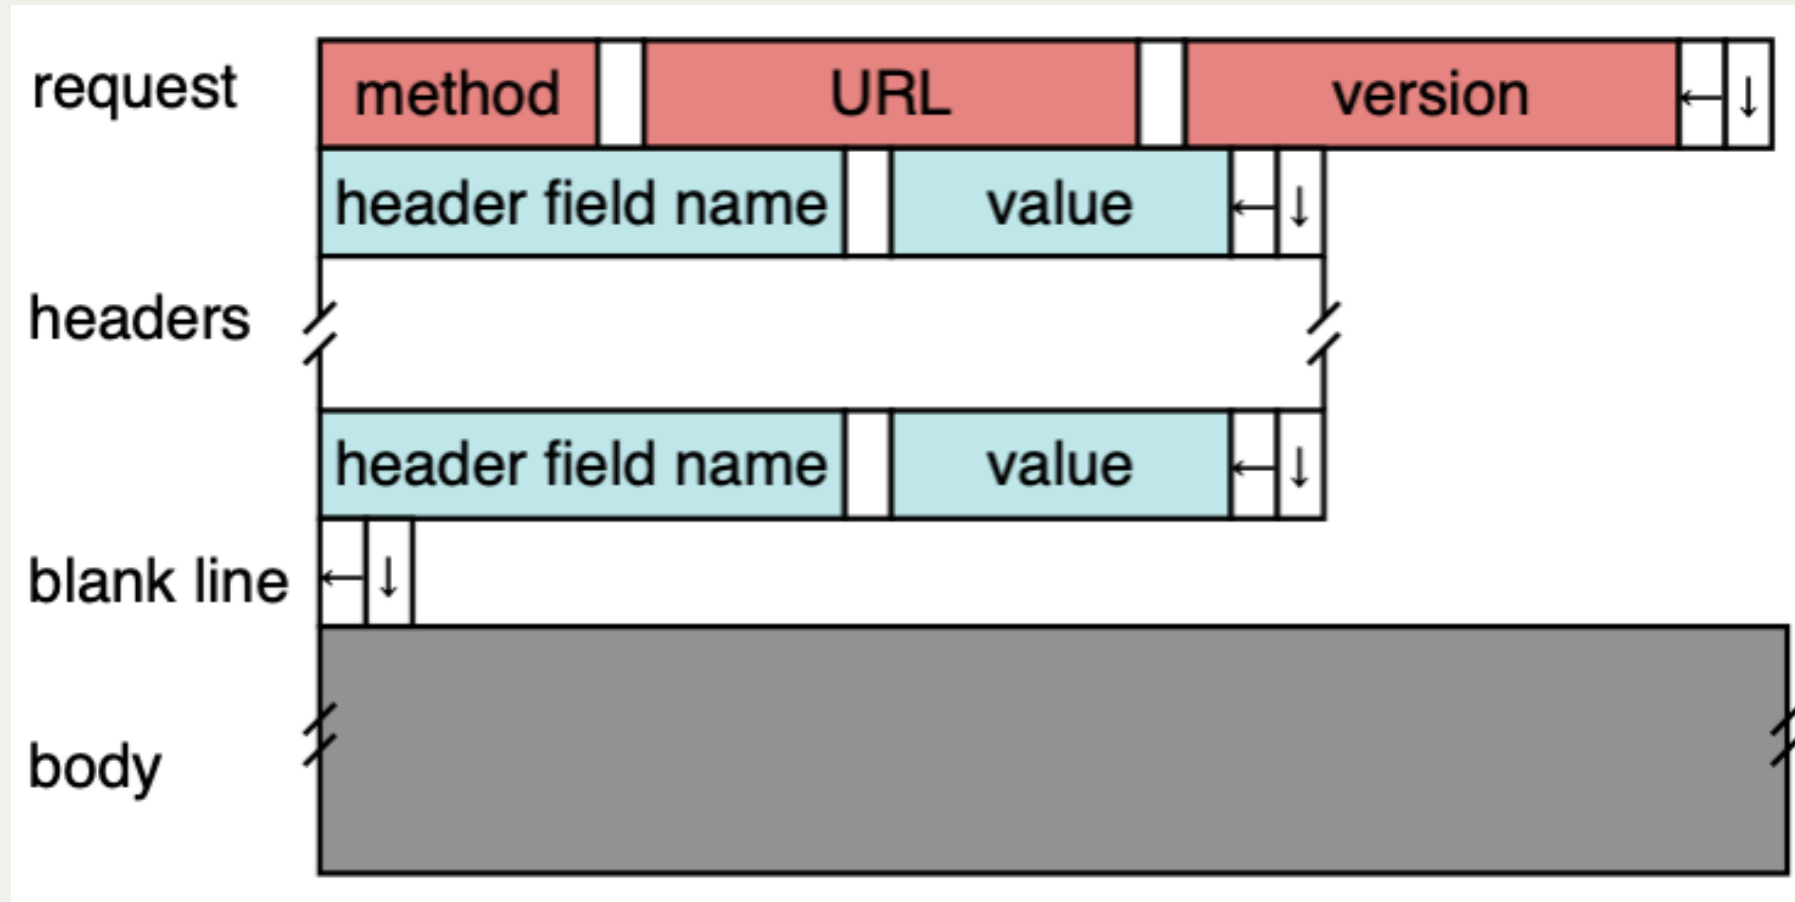 request method URL version ← ↓
header field name value ← ↓
headers
header field name value ← ↓
blank line ← ↓
body